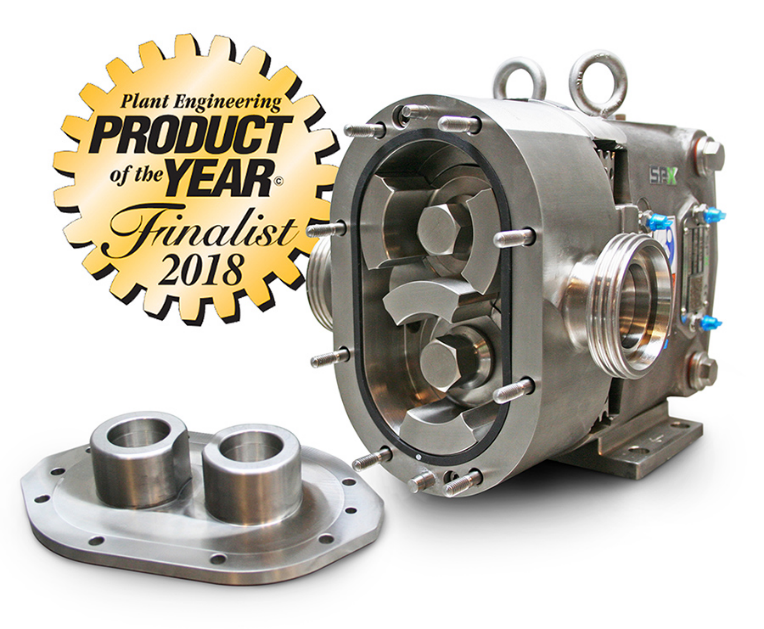 Plant Engineering
PRODUCT
of the YEAR©
Finalist
2018
SPX